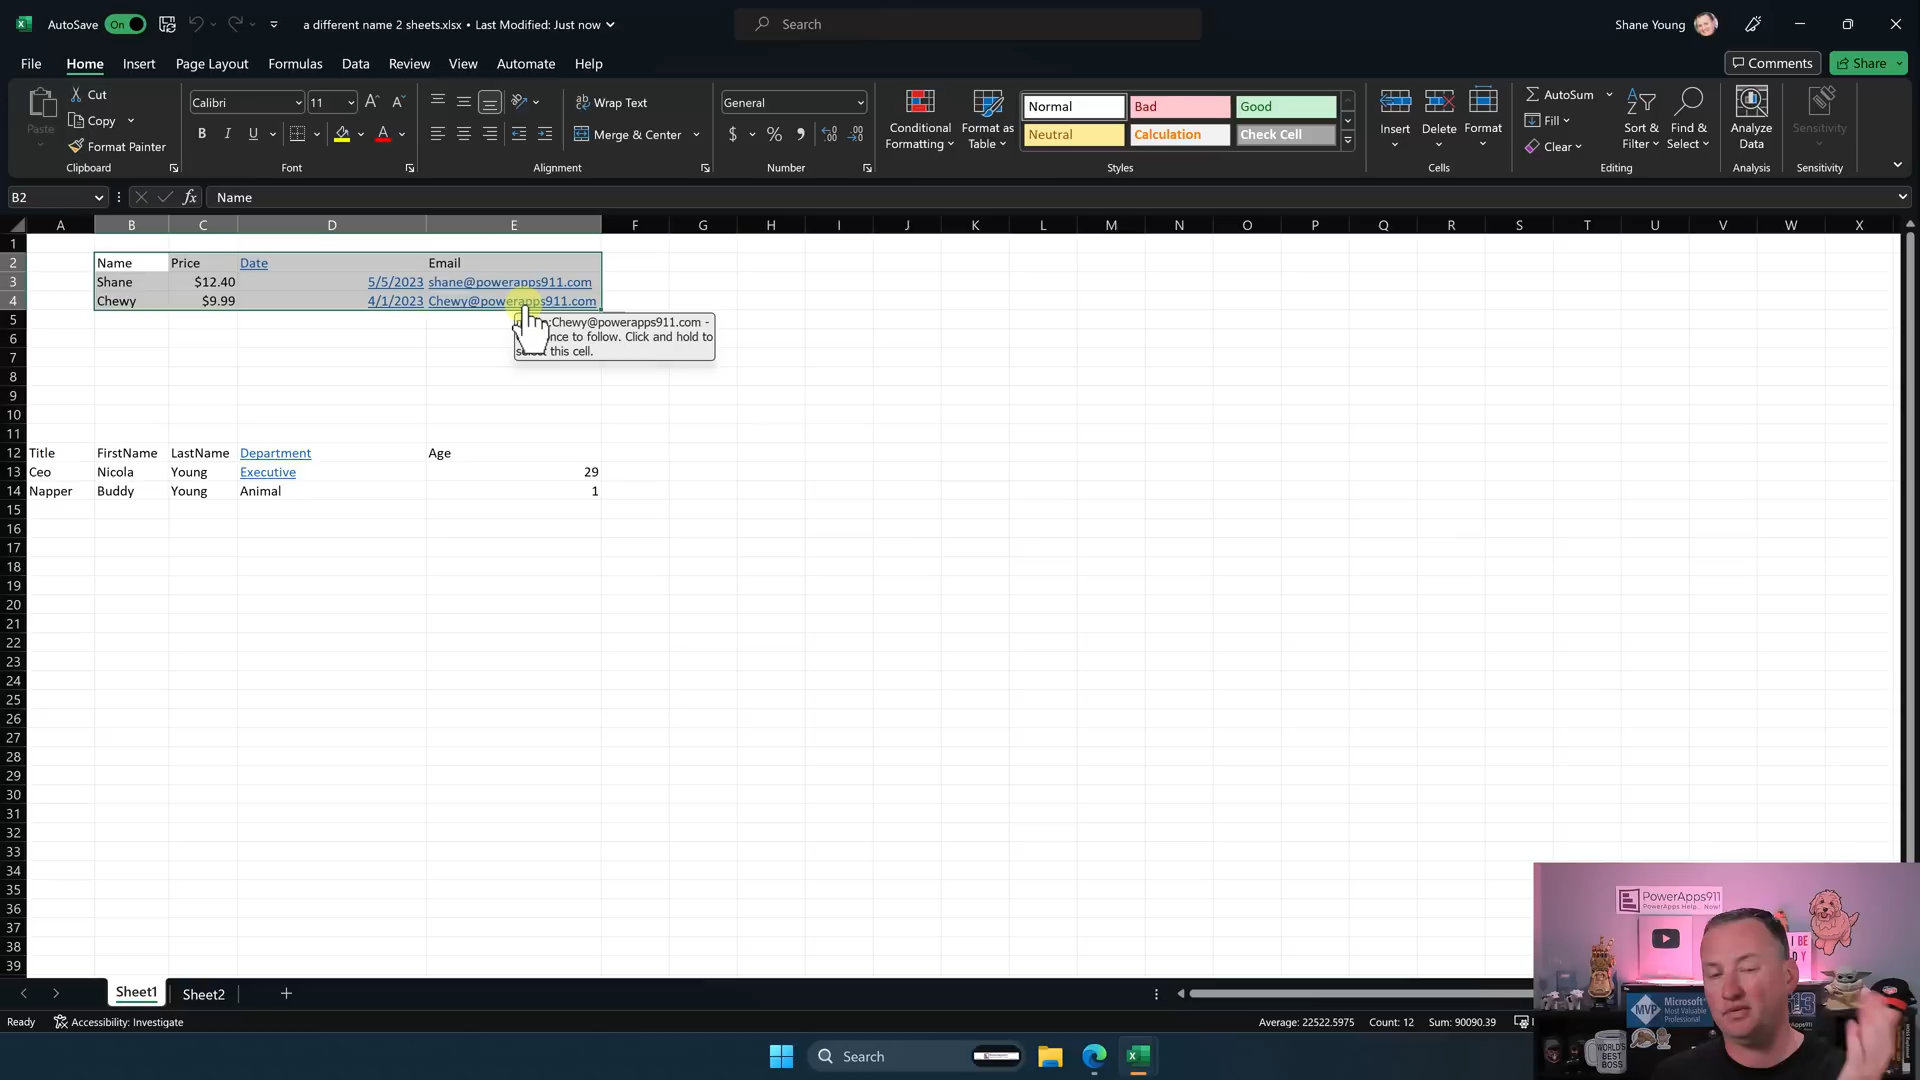 AutoSave On a different name 2 sheets.xlsx • Last Modified: Just now Search Shane Young
File Home Insert Page Layout Formulas Data Review View Automate Help Comments Share
Paste
Cut
Copy
Format Painter
Clipboard
Calibri 11
B I U
Font
Wrap Text
Merge & Center
Alignment
General
$ % ,
Number
Conditional Formatting
Format as Table
Normal Bad Good
Neutral Calculation Check Cell
Styles
Insert Delete Format
Cells
AutoSum
Fill
Clear
Sort & Filter
Find & Select
Editing
Analyze Data
Analysis
Sensitivity
Sensitivity
B2 fx Name
A B C D E F G H I J K L M N O P Q R S T U V W X
1
2 Name Price Date Email
3 Shane $12.40 5/5/2023 shane@powerapps911.com
4 Chewy $9.99 4/1/2023 Chewy@powerapps911.com
:Chewy@powerapps911.com -
once to follow. Click and hold to
this cell.
5
6
7
8
9
10
11
12 Title FirstName LastName Department Age
13 Ceo Nicola Young Executive 29
14 Napper Buddy Young Animal 1
15
16
17
18
19
20
21
22
23
24
25
26
27
28
29
30
31
32
33
34
35
36
37
38
39
Sheet1 Sheet2
Ready Accessibility: Investigate Average: 22522.5975 Count: 12 Sum: 90090.39
Search
PowerApps911
PowerApps Help... Now!
I BE
DY
Microsoft
Most Valuable
Professional
MVP
WORLD'S
BEST
BOSS